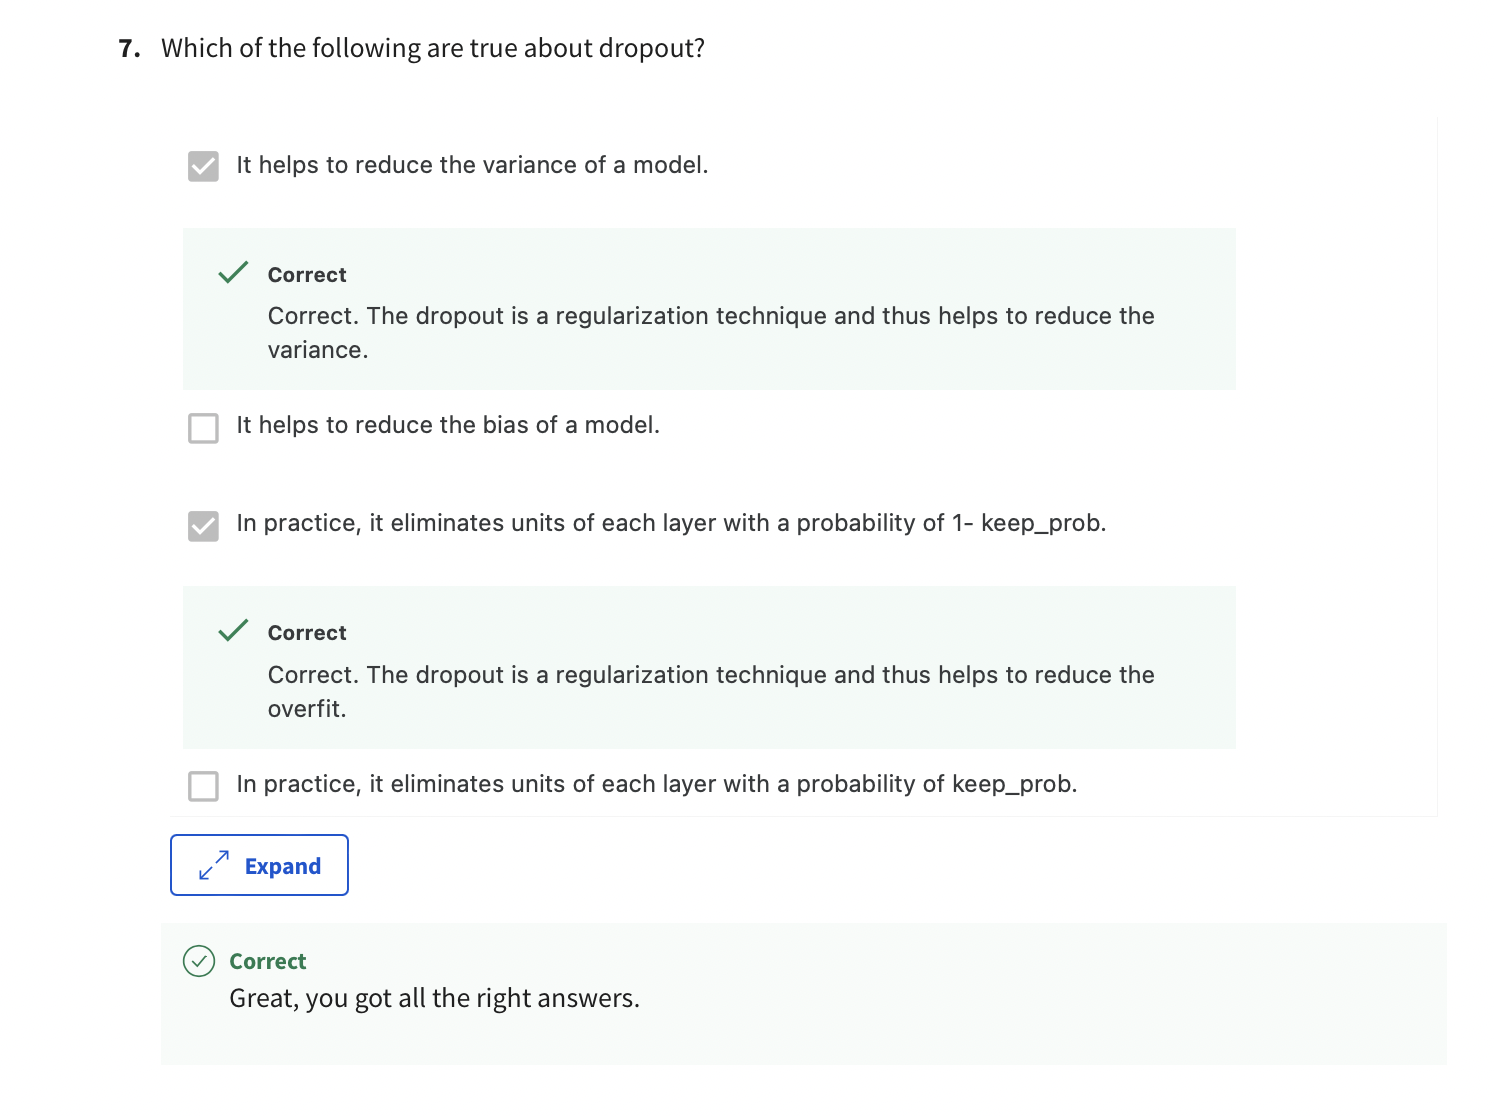 7. Which of the following are true about dropout?
It helps to reduce the variance of a model.
Correct
Correct. The dropout is a regularization technique and thus helps to reduce the
variance.
It helps to reduce the bias of a model.
In practice, it eliminates units of each layer with a probability of 1- keep_prob.
Correct
Correct. The dropout is a regularization technique and thus helps to reduce the
overfit.
In practice, it eliminates units of each layer with a probability of keep_prob.
Expand
Correct
Great, you got all the right answers.